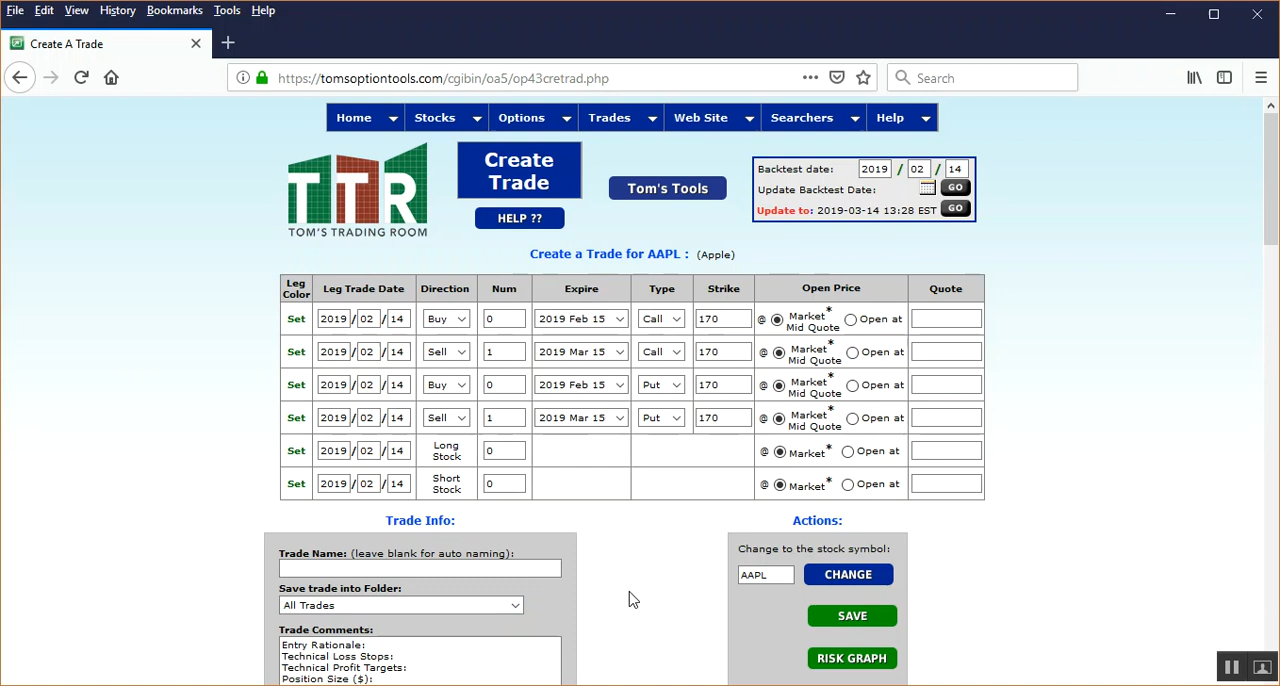 File Edit View History Bookmarks Tools Help
Create A Trade
https://tomsoptiontools.com/cgibin/oa5/op43cretrad.php
Search
Home Stocks Options Trades Web Site Searchers Help
TTR
TOM'S TRADING ROOM
Create
Trade
HELP ??
Tom's Tools
Backtest date: 2019 / 02 / 14
Update Backtest Date: GO
Update to: 2019-03-14 13:28 EST GO
Create a Trade for AAPL : (Apple)
Leg Color Leg Trade Date Direction Num Expire Type Strike Open Price Quote
Set 2019 / 02 / 14 Buy 0 2019 Feb 15 Call 170 @ Market* Mid Quote Open at
Set 2019 / 02 / 14 Sell 1 2019 Mar 15 Call 170 @ Market* Mid Quote Open at
Set 2019 / 02 / 14 Buy 0 2019 Feb 15 Put 170 @ Market* Mid Quote Open at
Set 2019 / 02 / 14 Sell 1 2019 Mar 15 Put 170 @ Market* Mid Quote Open at
Set 2019 / 02 / 14 Long Stock 0 @ Market* Open at
Set 2019 / 02 / 14 Short Stock 0 @ Market* Open at
Trade Info:
Trade Name: (leave blank for auto naming):
Save trade into Folder:
All Trades
Trade Comments:
Entry Rationale:
Technical Loss Stops:
Technical Profit Targets:
Position Size ($):
Actions:
Change to the stock symbol:
AAPL CHANGE
SAVE
RISK GRAPH